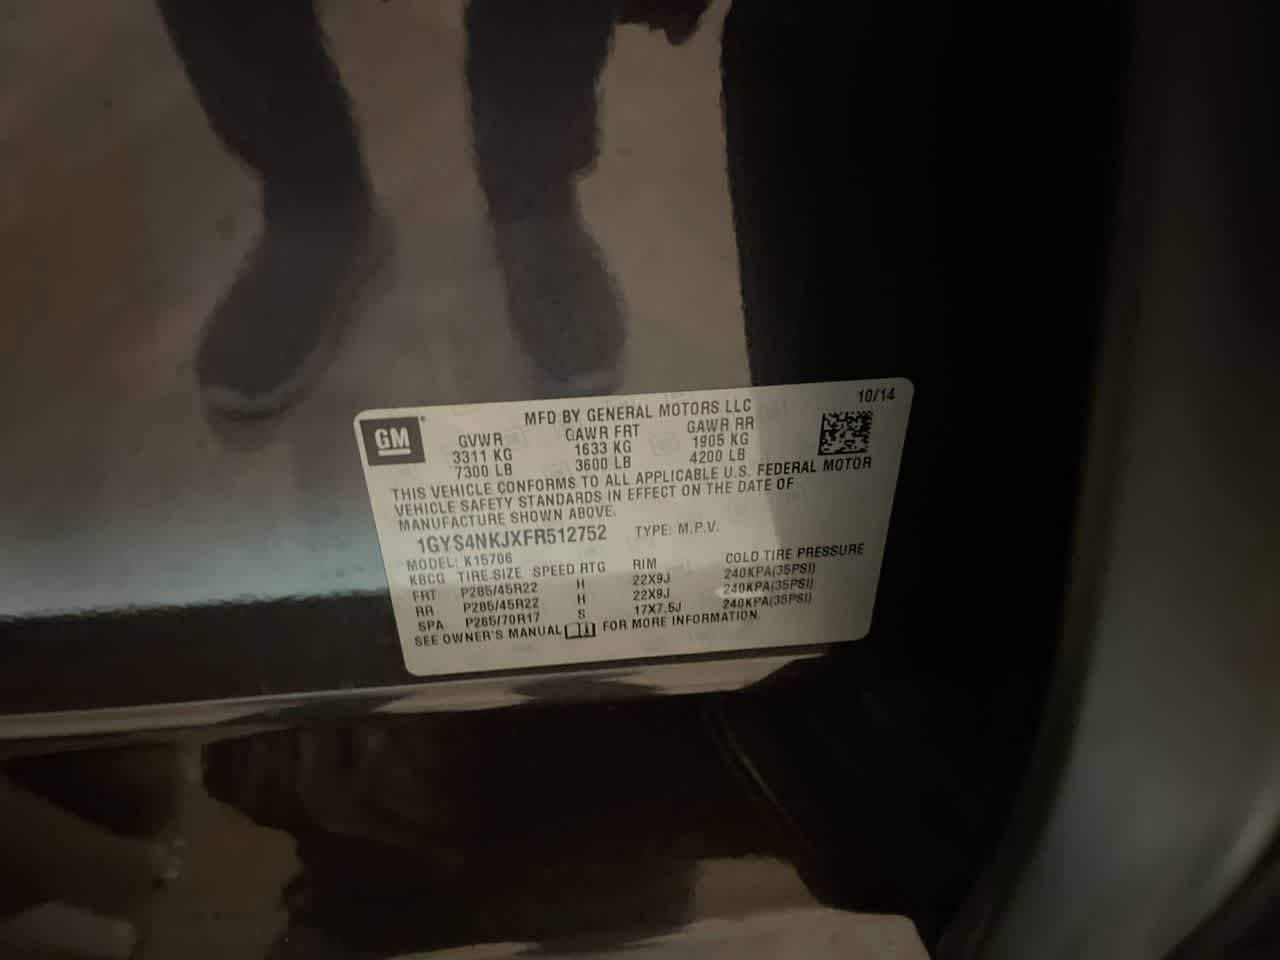 GM
MFD BY GENERAL MOTORS LLC 10/14
GVWR GAWR FRT GAWR RR
3311 KG 1633 KG 1905 KG
7300 LB 3600 LB 4200 LB
THIS VEHICLE CONFORMS TO ALL APPLICABLE U.S. FEDERAL MOTOR
VEHICLE SAFETY STANDARDS IN EFFECT ON THE DATE OF
MANUFACTURE SHOWN ABOVE.
1GYS4NKJXFR512752 TYPE: M.P.V.
MODEL: K15706
KBCG TIRE SIZE SPEED RTG RIM COLD TIRE PRESSURE
FRT P285/45R22 H 22X9J 240KPA(35PSI)
RR P285/45R22 H 22X9J 240KPA(35PSI)
SPA P265/70R17 S 17X7.5J 240KPA(35PSI)
SEE OWNER'S MANUAL FOR MORE INFORMATION.